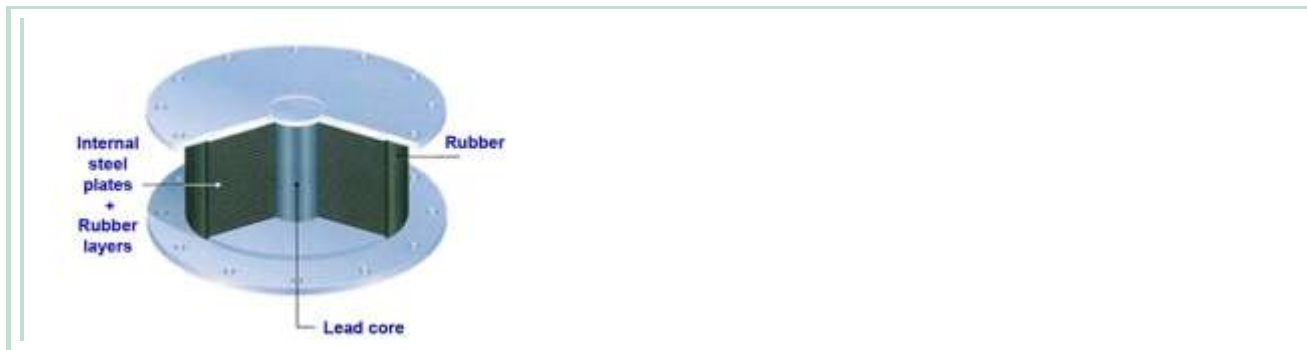 Internal
steel
plates
+
Rubber
layers
Rubber
Lead core